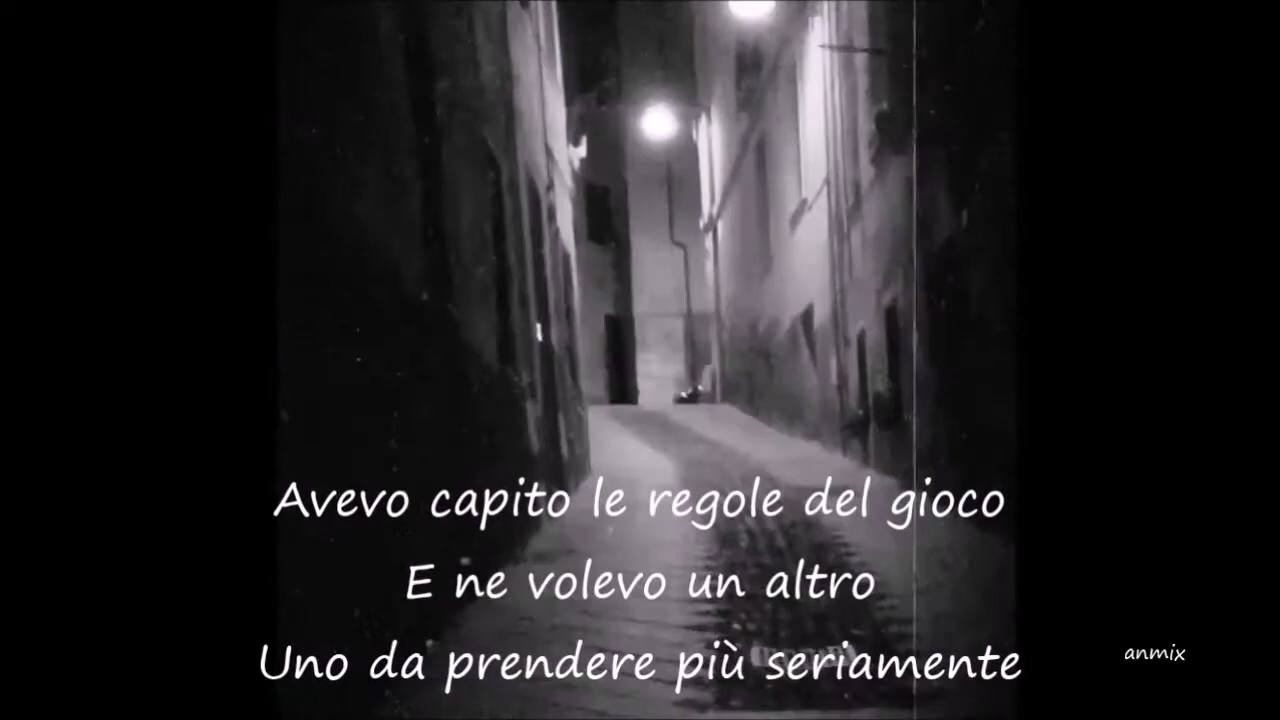 Avevo capito le regole del gioco
E ne volevo un altro
Uno da prendere più seriamente
anmix